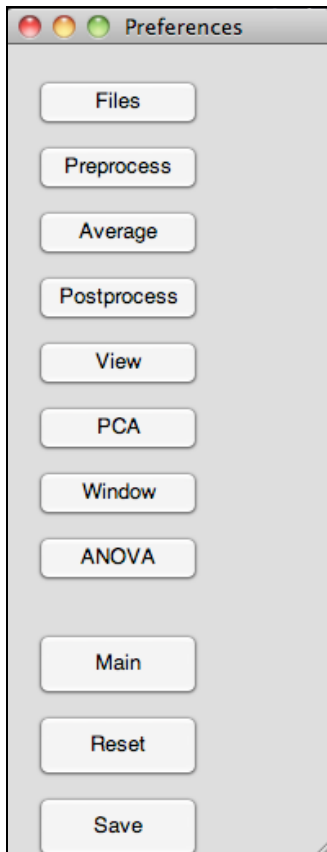 Preferences
Files
Preprocess
Average
Postprocess
View
PCA
Window
ANOVA
Main
Reset
Save